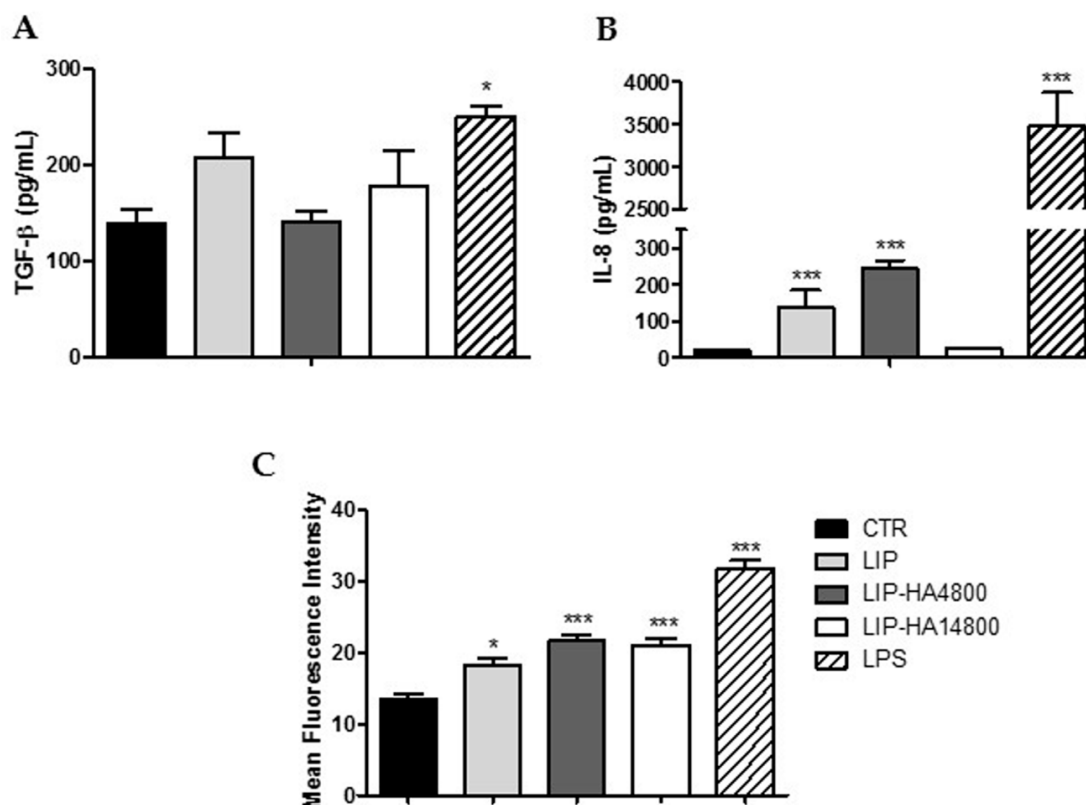 A
TGF-β (pg/mL)
300
200
100
0
*
B
IL-8 (pg/mL)
4000
3500
3000
2500
300
200
100
0
***
***
***
C
Mean Fluorescence Intensity
40
30
20
10
0
*
***
***
***
CTR
LIP
LIP-HA4800
LIP-HA14800
LPS